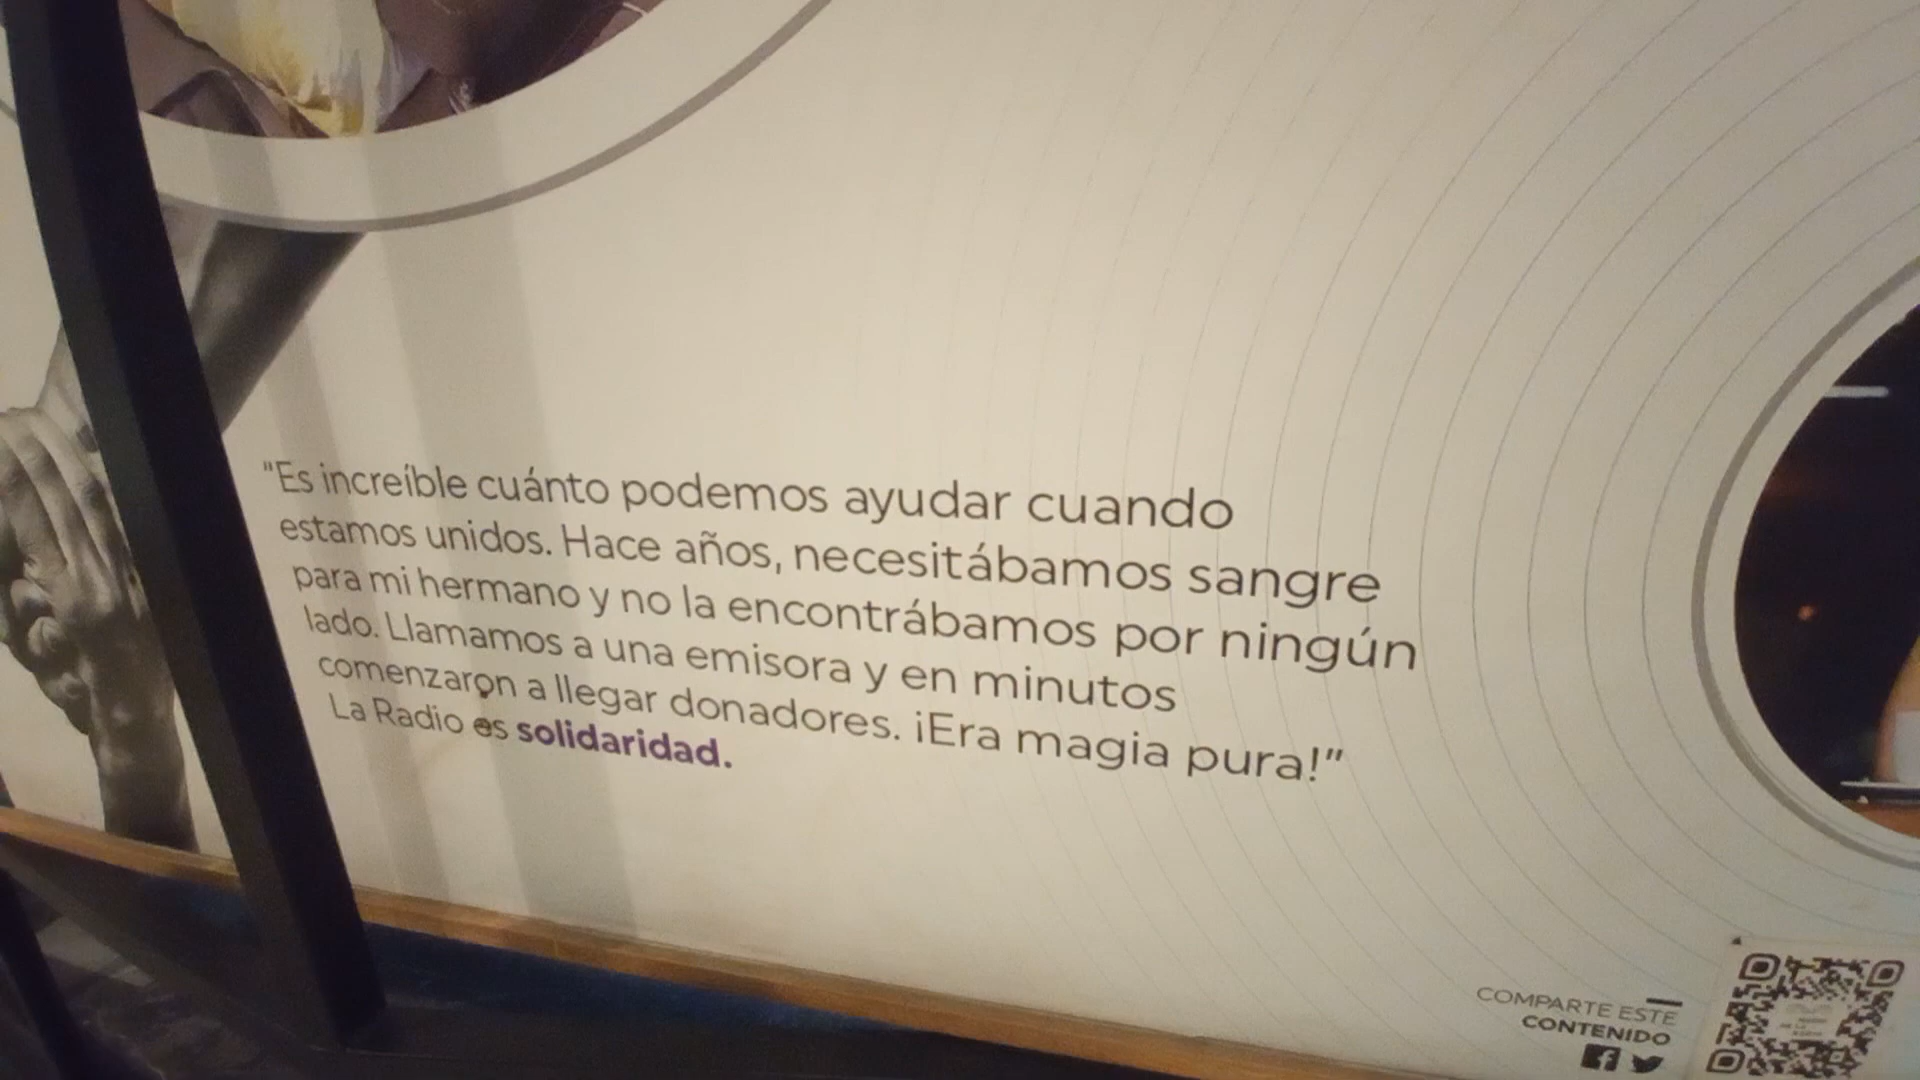 "Es increíble cuánto podemos ayudar cuando
estamos unidos. Hace años, necesitábamos sangre
para mi hermano y no la encontrábamos por ningún
lado. Llamamos a una emisora y en minutos
comenzaron a llegar donadores. ¡Era magia pura!”
La Radio es solidaridad.
COMPARTE ESTE
CONTENIDO